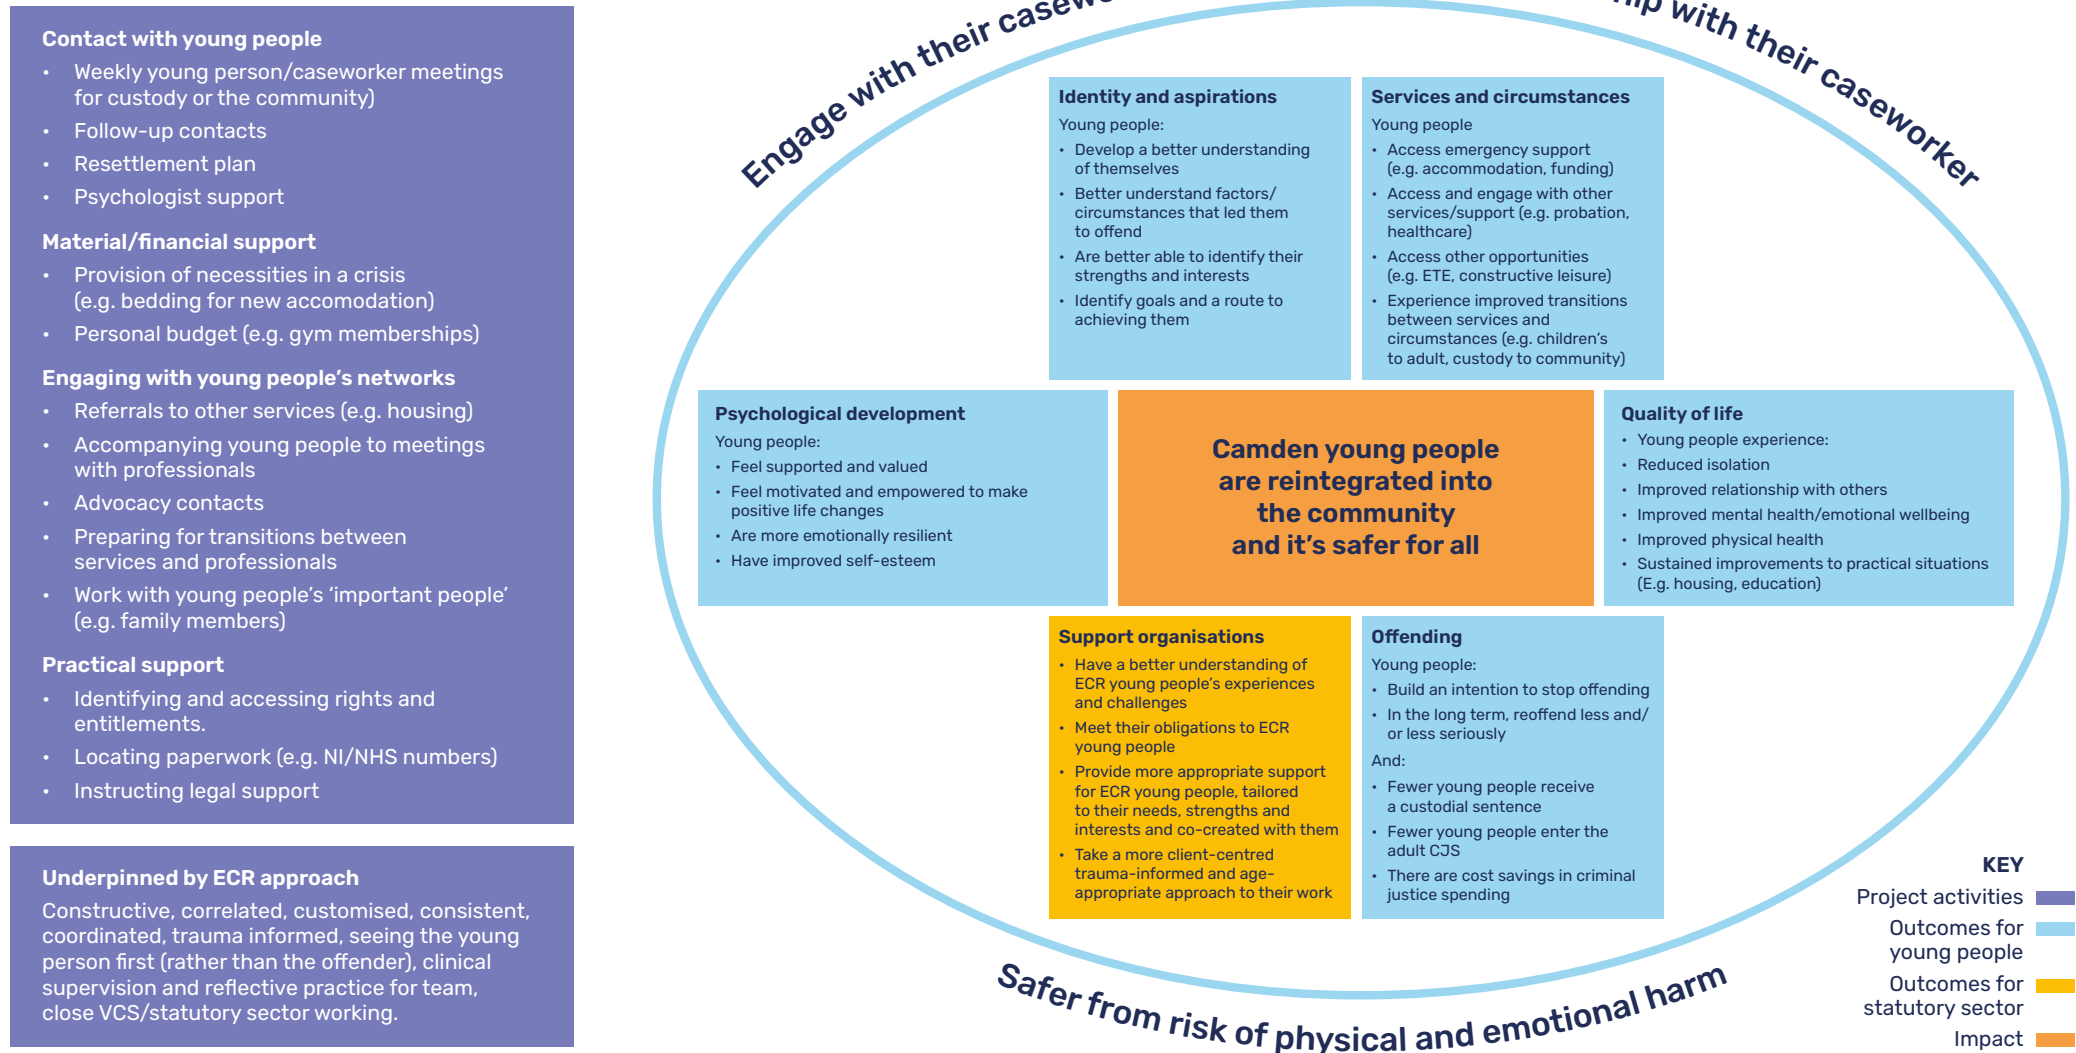 Contact with young people
• Weekly young person/caseworker meetings
for custody or the community)
• Follow-up contacts
• Resettlement plan
• Psychologist support
Material/financial support
• Provision of necessities in a crisis
(e.g. bedding for new accomodation)
• Personal budget (e.g. gym memberships)
Engaging with young people’s networks
• Referrals to other services (e.g. housing)
• Accompanying young people to meetings
with professionals
• Advocacy contacts
• Preparing for transitions between
services and professionals
• Work with young people’s ‘important people’
(e.g. family members)
Practical support
• Identifying and accessing rights and
entitlements.
• Locating paperwork (e.g. NI/NHS numbers)
• Instructing legal support
Underpinned by ECR approach
Constructive, correlated, customised, consistent,
coordinated, trauma informed, seeing the young
person first (rather than the offender), clinical
supervision and reflective practice for team,
close VCS/statutory sector working.
Engage with their
with their caseworker
Identity and aspirations
Young people:
• Develop a better understanding
of themselves
• Better understand factors/
circumstances that led them
to offend
• Are better able to identify their
strengths and interests
• Identify goals and a route to
achieving them
Services and circumstances
Young people
• Access emergency support
(e.g. accommodation, funding)
• Access and engage with other
services/support (e.g. probation,
healthcare)
• Access other opportunities
(e.g. ETE, constructive leisure)
• Experience improved transitions
between services and
circumstances (e.g. children’s
to adult, custody to community)
Psychological development
Young people:
• Feel supported and valued
• Feel motivated and empowered to make
positive life changes
• Are more emotionally resilient
• Have improved self-esteem
Camden young people
are reintegrated into
the community
and it’s safer for all
Quality of life
• Young people experience:
• Reduced isolation
• Improved relationship with others
• Improved mental health/emotional wellbeing
• Improved physical health
• Sustained improvements to practical situations
(E.g. housing, education)
Support organisations
• Have a better understanding of
ECR young people’s experiences
and challenges
• Meet their obligations to ECR
young people
• Provide more appropriate support
for ECR young people, tailored
to their needs, strengths and
interests and co-created with them
• Take a more client-centred
trauma-informed and age-
appropriate approach to their work
Offending
Young people:
• Build an intention to stop offending
• In the long term, reoffend less and/
or less seriously
And:
• Fewer young people receive
a custodial sentence
• Fewer young people enter the
adult CJS
• There are cost savings in criminal
justice spending
Safer from risk of physical and emotional harm
KEY
Project activities
Outcomes for
young people
Outcomes for
statutory sector
Impact